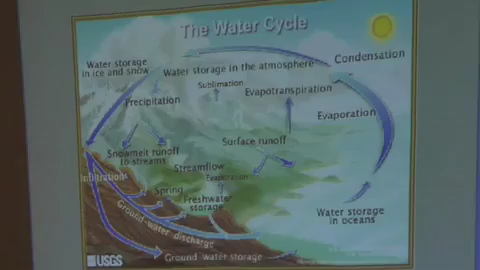 The Water Cycle
Water storage
in ice and snow
Water storage in the atmosphere
Condensation
Sublimation
Precipitation
Evapotranspiration
Evaporation
Surface runoff
Snowmelt runoff
to streams
Streamflow
Infiltrations
Evaporation
Spring
Freshwater
storage
Ground-water discharge
Water storage
in oceans
Ground water storage
USGS